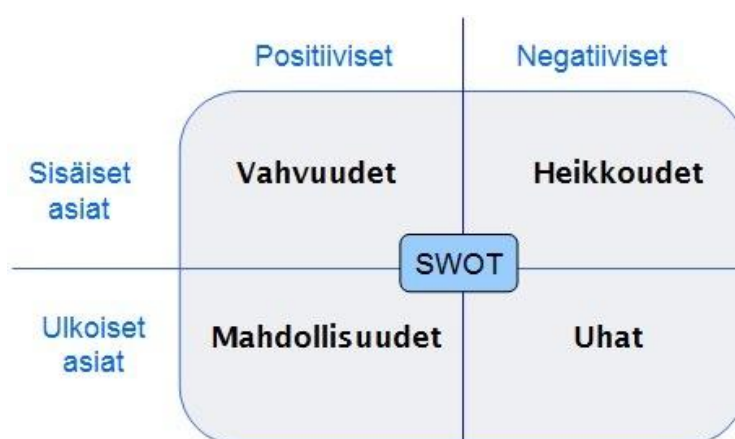 Positiiviset Negatiiviset
Sisäiset
asiat
Vahvuudet Heikkoudet
SWOT
Ulkoiset
asiat
Mahdollisuudet Uhat